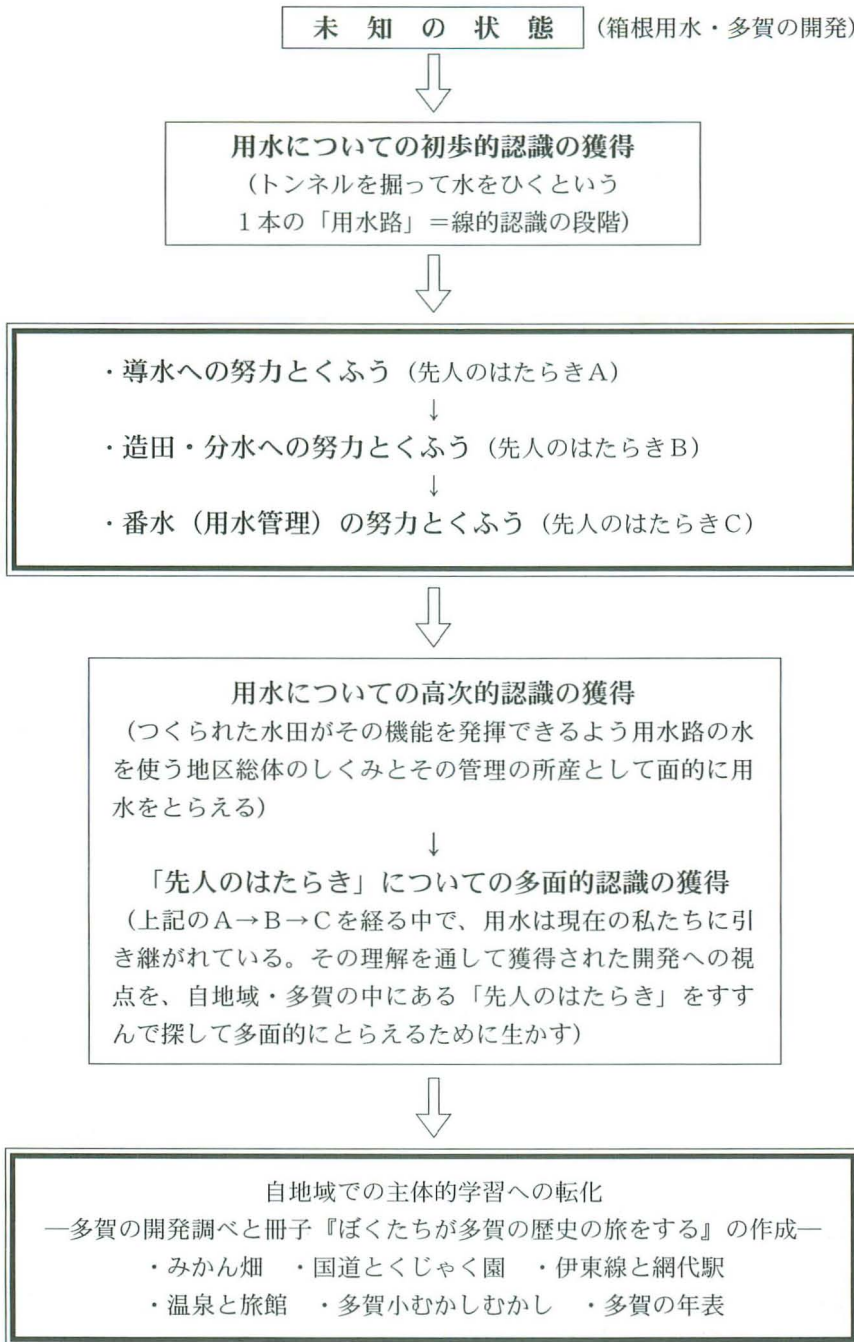 未知の状態 (箱根用水・多賀の開発)
用水についての初歩的認識の獲得
(トンネルを掘って水をひくという
1本の「用水路」=線的認識の段階)
・導水への努力とくふう (先人のはたらきA)
↓
・造田・分水への努力とくふう (先人のはたらきB)
↓
・番水(用水管理)の努力とくふう (先人のはたらきC)
用水についての高次的認識の獲得
(つくられた水田がその機能を発揮できるよう用水路の水
を使う地区総体のしくみとその管理の所産として面的に用
水をとらえる)
↓
「先人のはたらき」についての多面的認識の獲得
(上記のA→B→Cを経る中で、用水は現在の私たちに引
き継がれている。その理解を通して獲得された開発への視
点を、自地域・多賀の中にある「先人のはたらき」をすす
んで探して多面的にとらえるために生かす)
自地域での主体的学習への転化
―多賀の開発調べと冊子『ぼくたちが多賀の歴史の旅をする』の作成―
・みかん畑 ・国道とくじゃく園 ・伊東線と網代駅
・温泉と旅館 ・多賀小むかしむかし ・多賀の年表